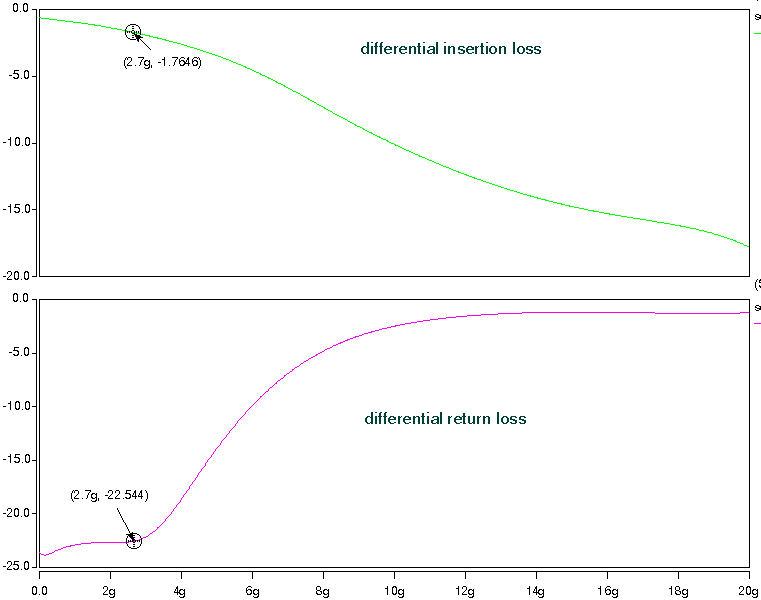 0.0
differential insertion loss
(2.7g, -1.7646)
-5.0
-10.0
-15.0
-20.0
0.0
-5.0
differential return loss
-10.0
-15.0
(2.7g, -22.544)
-20.0
-25.0
0.0 2g 4g 6g 8g 10g 12g 14g 16g 18g 20g